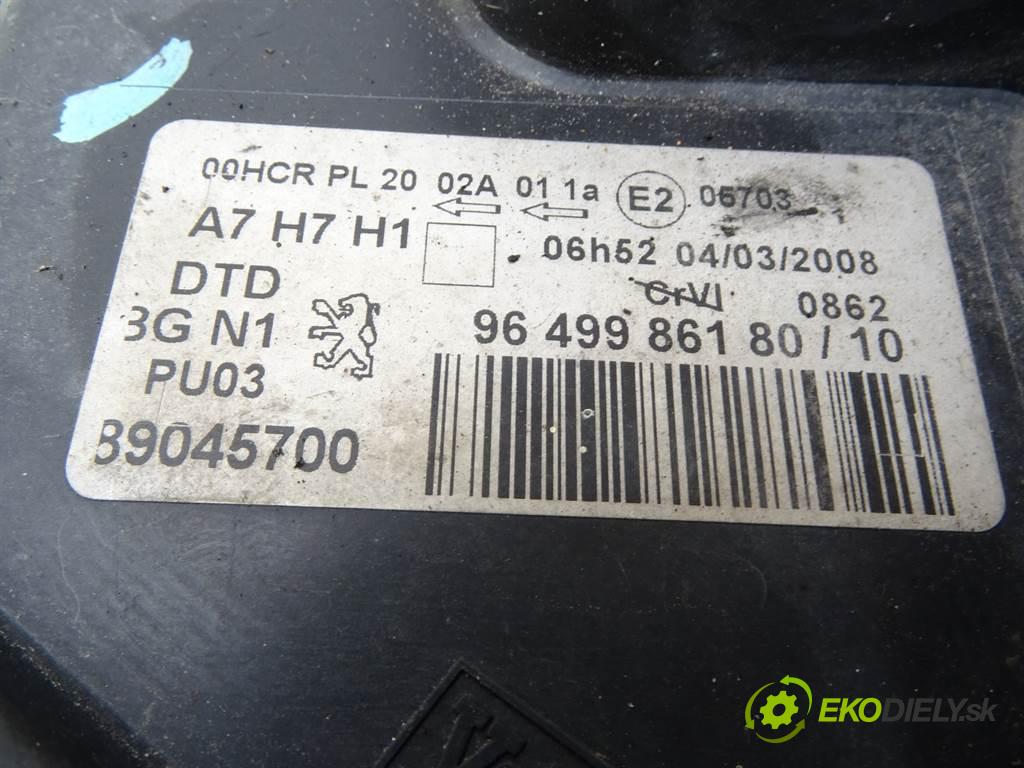 00HCR PL 20 02A 01 1a E2 05703
A7 H7 H1
06h52 04/03/2008
DTD
CrVI 0862
3G N1
96 499 861 80 / 10
PU03
89045700
EKODIELY.sk